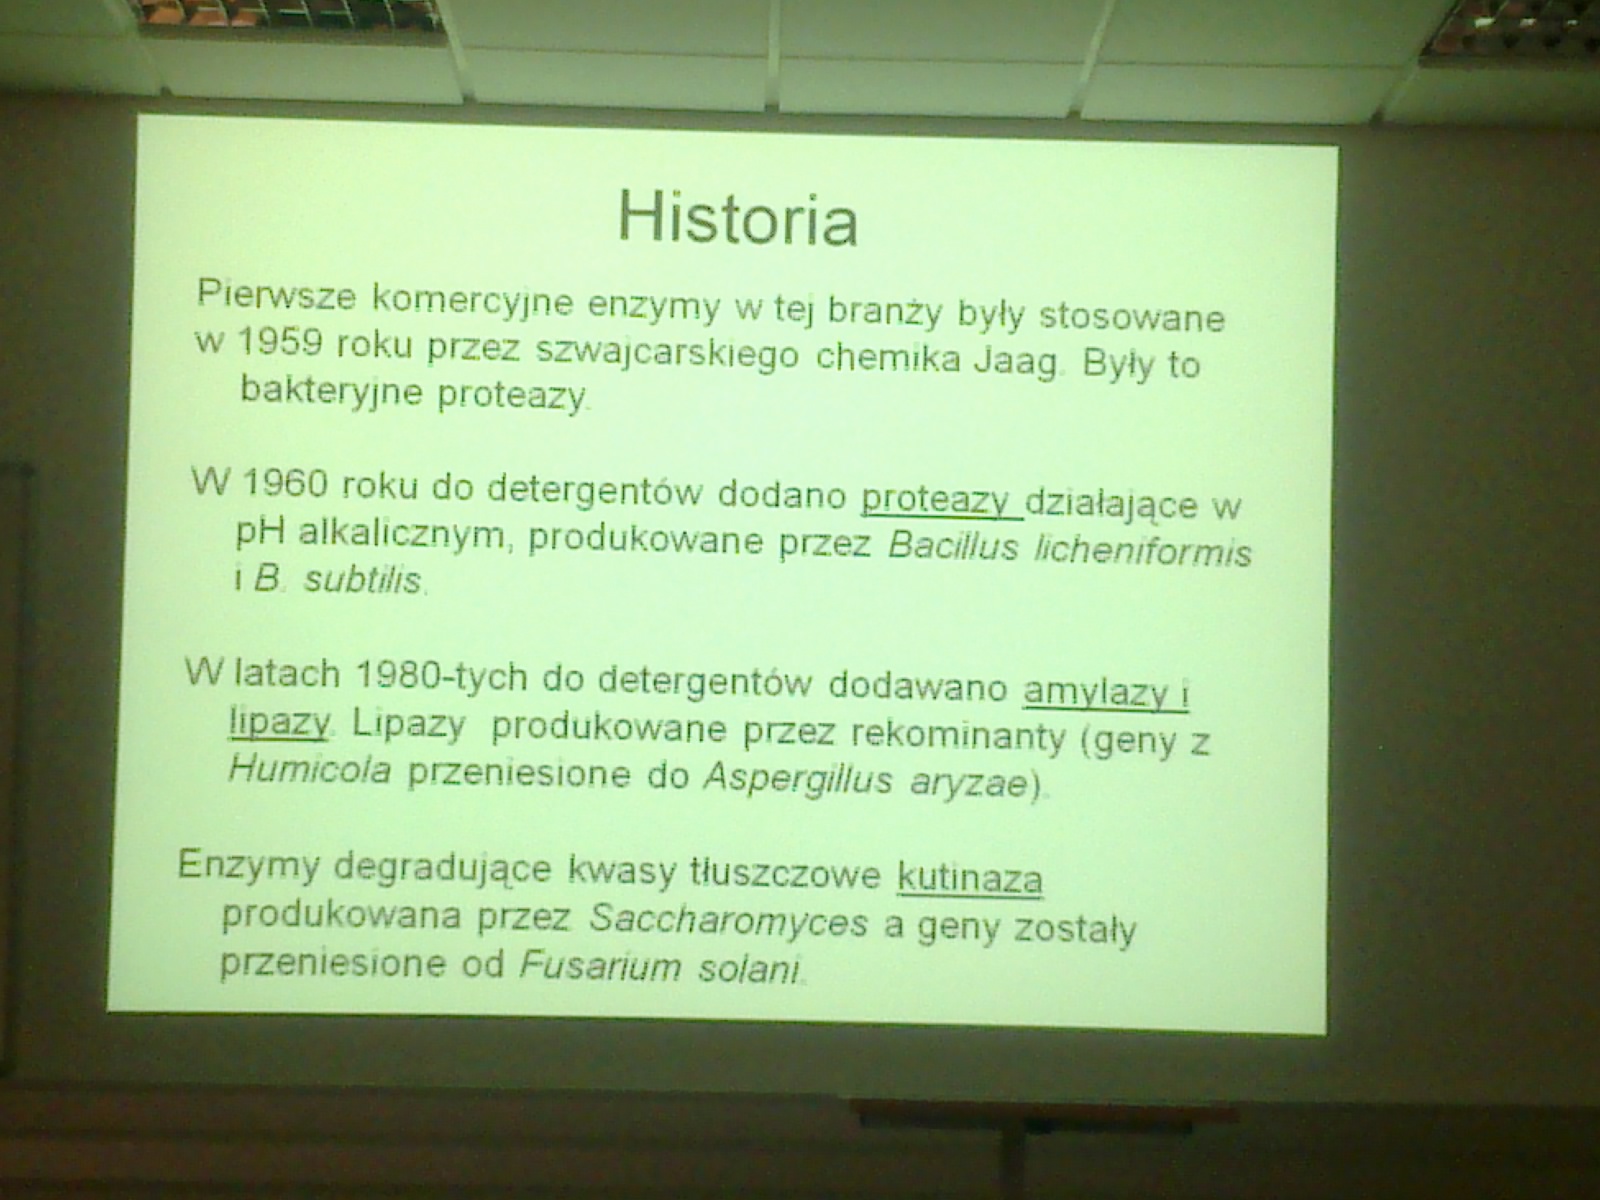 Historia
Pierwsze komercyjne enzymy w tej branży były stosowane
w 1959 roku przez szwajcarskiego chemika Jaag. Były to
bakteryjne proteazy.
W 1960 roku do detergentów dodano proteazy działające w
pH alkalicznym, produkowane przez Bacillus licheniformis
i B. subtilis.
W latach 1980-tych do detergentów dodawano amylazy i
lipazy. Lipazy produkowane przez rekominanty (geny z
Humicola przeniesione do Aspergillus aryzae).
Enzymy degradujące kwasy tłuszczowe kutinaza
produkowana przez Saccharomyces a geny zostały
przeniesione od Fusarium solani.